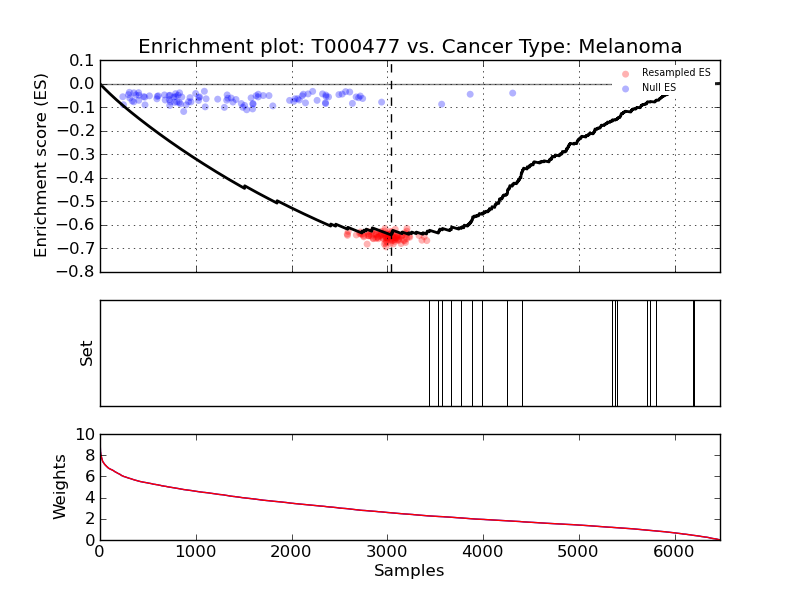 Enrichment plot: T000477 vs. Cancer Type: Melanoma
Enrichment score (ES)
0.1
0.0
−0.1
−0.2
−0.3
−0.4
−0.5
−0.6
−0.7
−0.8
Resampled ES
Null ES
Set
Weights
10
8
6
4
2
0
0 1000 2000 3000 4000 5000 6000
Samples